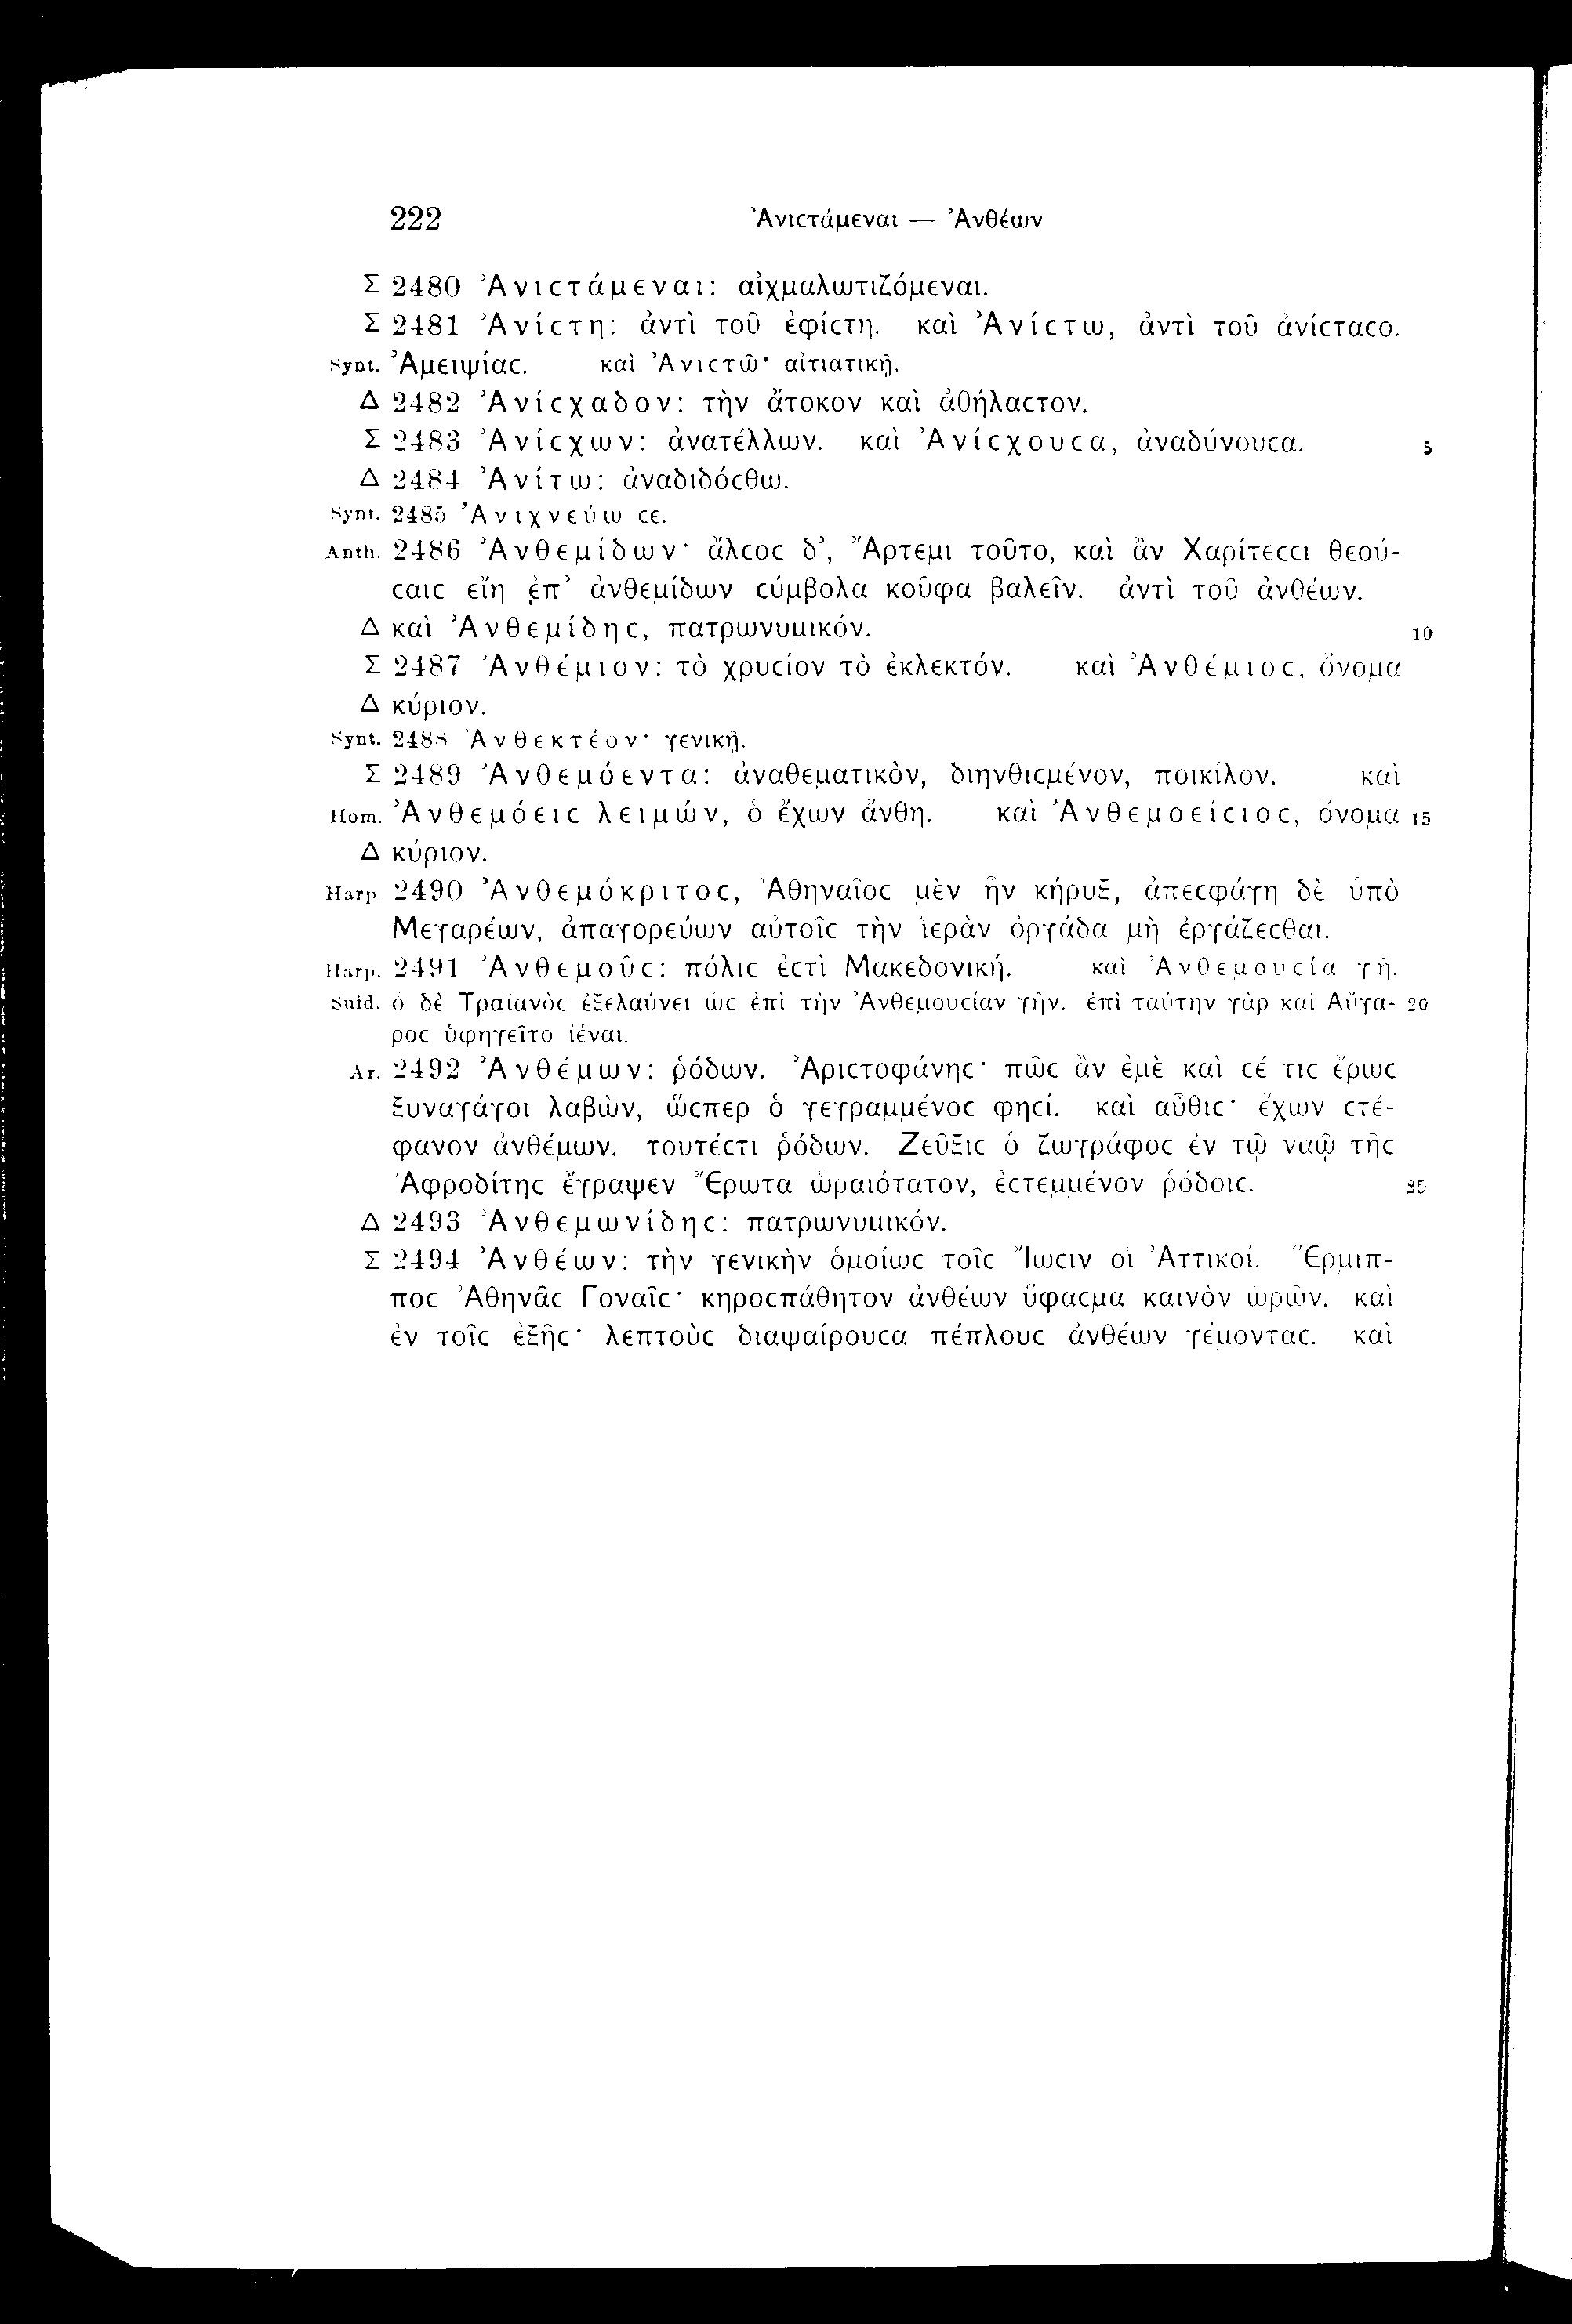 222 Ἀνιϲτάμεναι — Ἀνθέων
Σ 2480 Ἀνιϲτάμεναι: αἰχμαλωτιζόμεναι.
Σ 2481 Ἀνίϲτη: ἀντὶ τοῦ ἐφίϲτη. καὶ Ἀνίϲτω, ἀντὶ τοῦ ἀνίϲταϲο.
Synt. Ἀμειψίαϲ. καὶ Ἀνιϲτῶ· αἰτιατικῇ.
Δ 2482 Ἀνίϲχαδον: τὴν ἄτοκον καὶ ἀθήλαϲτον.
Σ 2483 Ἀνίϲχων: ἀνατέλλων. καὶ Ἀνίϲχουϲα, ἀναδύνουϲα. 5
Δ 2484 Ἀνίτω: ἀναδιδόϲθω.
Synt. 2485 Ἀνιχνεύω ϲε.
Anth. 2486 Ἀνθεμίδων· ἄλϲοϲ δ', Ἄρτεμι τοῦτο, καὶ ἂν Χαρίτεϲϲι θεού-
ϲαιϲ εἴη ἐπ' ἀνθεμίδων ϲύμβολα κοῦφα βαλεῖν. ἀντὶ τοῦ ἀνθέων.
Δ καὶ Ἀνθεμίδηϲ, πατρωνυμικόν. 10
Σ 2487 Ἀνθέμιον: τὸ χρυϲίον τὸ ἐκλεκτόν. καὶ Ἀνθέμιοϲ, ὄνομα
Δ κύριον.
Synt. 2488 Ἀνθεκτέον· γενικῇ.
Σ 2489 Ἀνθεμόεντα: ἀναθεματικὸν, διηνθιϲμένον, ποικίλον. καὶ
Hom. Ἀνθεμόειϲ λειμών, ὁ ἔχων ἄνθη. καὶ Ἀνθεμοείϲιοϲ, ὄνομα 15
Δ κύριον.
Harp. 2490 Ἀνθεμόκριτοϲ, Ἀθηναῖοϲ μὲν ἦν κήρυξ, ἀπεϲφάγη δὲ ὑπὸ
Μεγαρέων, ἀπαγορεύων αὐτοῖϲ τὴν ἱερὰν ὀργάδα μὴ ἐργάζεϲθαι.
Harp. 2491 Ἀνθεμοῦϲ: πόλιϲ ἐϲτὶ Μακεδονική. καὶ Ἀνθεμουϲία γῆ.
Suid. ὁ δὲ Τραϊανὸϲ ἐξελαύνει ὡϲ ἐπὶ τὴν Ἀνθεμουϲίαν γῆν. ἐπὶ ταύτην γὰρ καὶ Αὔγα- 20
ροϲ ὑφηγεῖτο ἰέναι.
Ar. 2492 Ἀνθέμων: ῥόδων. Ἀριϲτοφάνηϲ· πῶϲ ἂν ἐμὲ καὶ ϲέ τιϲ ἔρωϲ
ξυναγάγοι λαβὼν, ὥϲπερ ὁ γεγραμμένοϲ φηϲί. καὶ αὖθιϲ· ἔχων ϲτέ-
φανον ἀνθέμων. τουτέϲτι ῥόδων. Ζεῦξιϲ ὁ ζωγράφοϲ ἐν τῷ ναῷ τῆϲ
Ἀφροδίτηϲ ἔγραψεν Ἔρωτα ὡραιότατον, ἐϲτεμμένον ῥόδοιϲ. 25
Δ 2493 Ἀνθεμωνίδηϲ: πατρωνυμικόν.
Σ 2494 Ἀνθέων: τὴν γενικὴν ὁμοίωϲ τοῖϲ Ἴωϲιν οἱ Ἀττικοί. Ἕρμιπ-
ποϲ Ἀθηνᾶϲ Γοναῖϲ· κηροϲπάθητον ἀνθέων ὕφαϲμα καινὸν ὡρῶν. καὶ
ἐν τοῖϲ ἑξῆϲ· λεπτοὺϲ διαψαίρουϲα πέπλουϲ ἀνθέων γέμονταϲ. καὶ